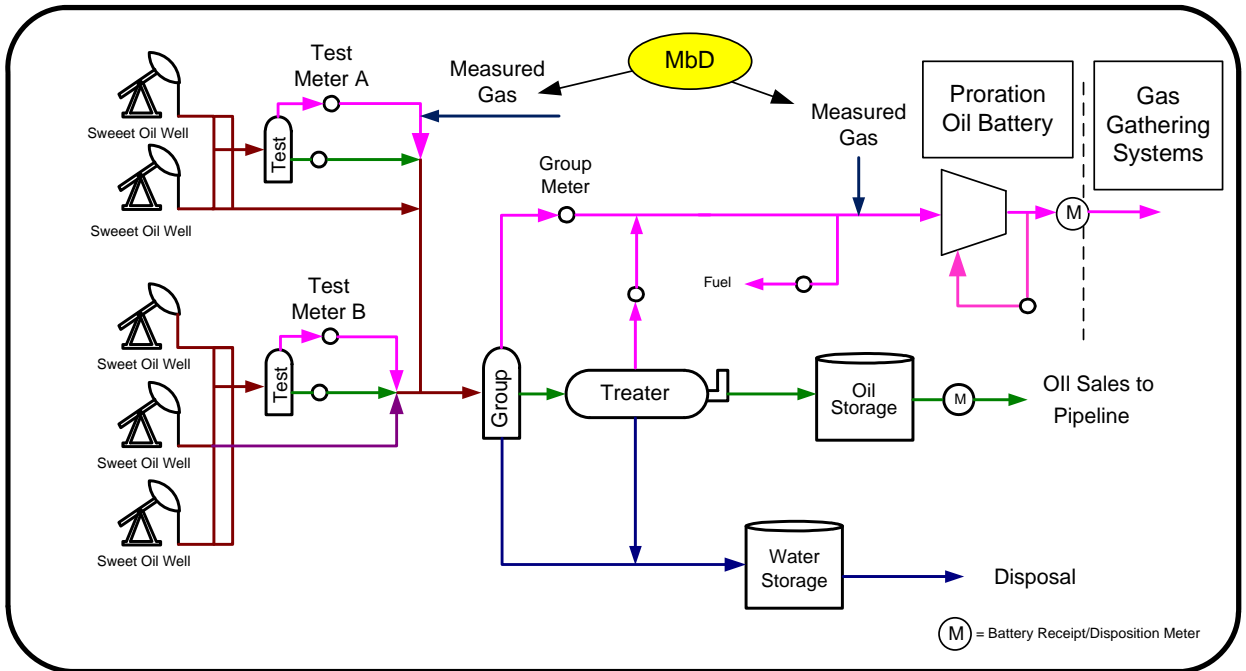 Test
Meter A
Measured
Gas
MbD
Measured
Gas
Proration
Oil Battery
Gas
Gathering
Systems
Sweeet Oil Well
Test
Sweeet Oil Well
Group
Meter
M
Fuel
Test
Meter B
Sweet Oil Well
Test
Group
Treater
Oil
Storage
M
OIl Sales to
Pipeline
Sweet Oil Well
Sweet Oil Well
Water
Storage
Disposal
M = Battery Receipt/Disposition Meter